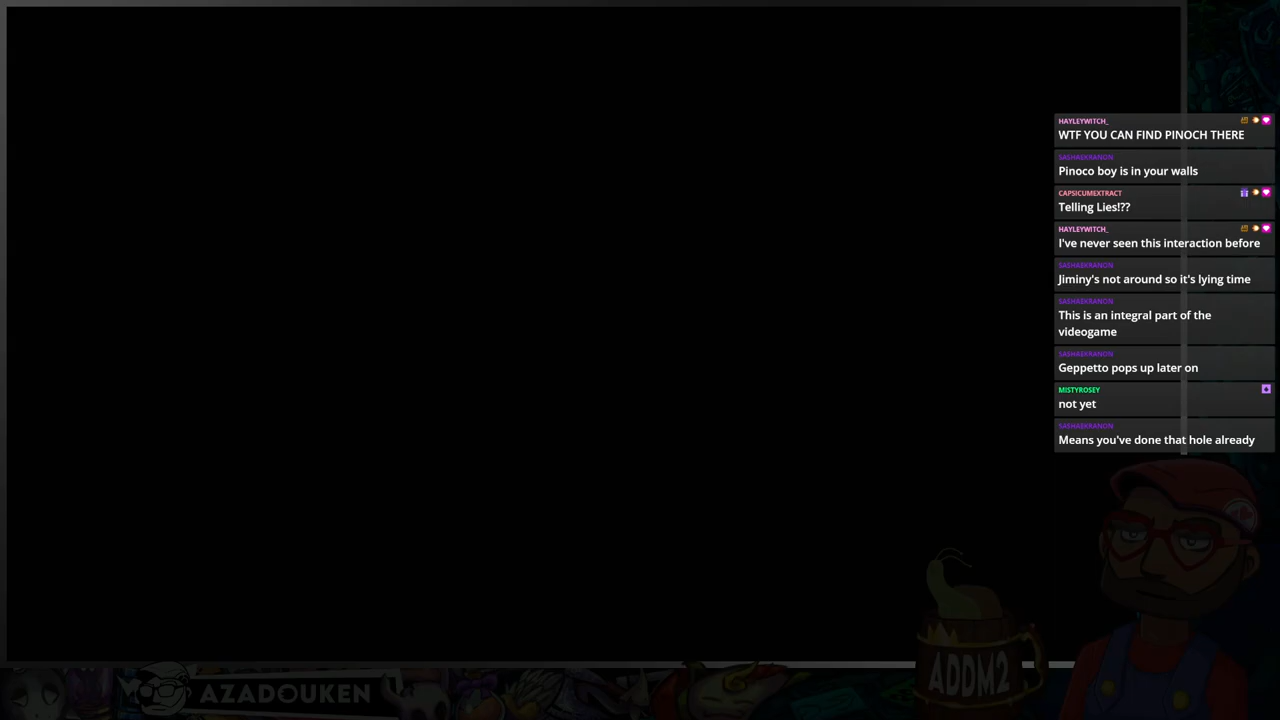 HAYLEYWITCH_
WTF YOU CAN FIND PINOCH THERE
SASHAEKRANON
Pinoco boy is in your walls
CAPSICUMEXTRACT
Telling Lies!??
HAYLEYWITCH_
I've never seen this interaction before
SASHAEKRANON
Jiminy's not around so it's lying time
SASHAEKRANON
This is an integral part of the
videogame
SASHAEKRANON
Geppetto pops up later on
MISTYROSEY
not yet
SASHAEKRANON
Means you've done that hole already
ADDM2
AZADOUKEN